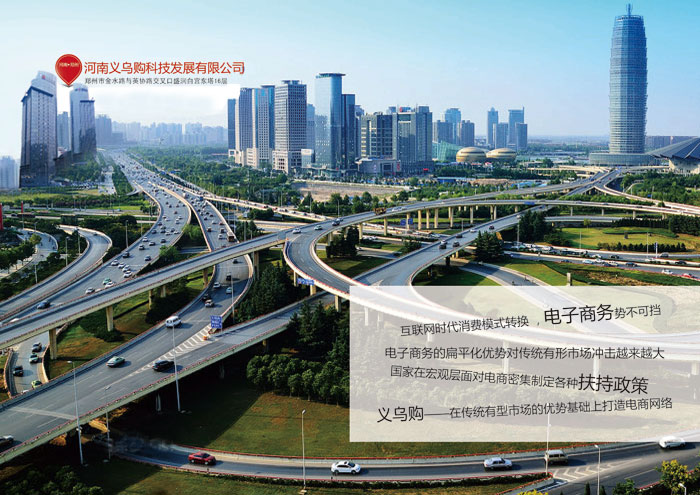 河南•郑州
河南义乌购科技发展有限公司
郑州市金水路与英协路交叉口盛润白宫东塔16层
互联网时代消费模式转换 ，电子商务势不可挡
电子商务的扁平化优势对传统有形市场冲击越来越大
国家在宏观层面对电商密集制定各种扶持政策
义乌购——在传统有型市场的优势基础上打造电商网络